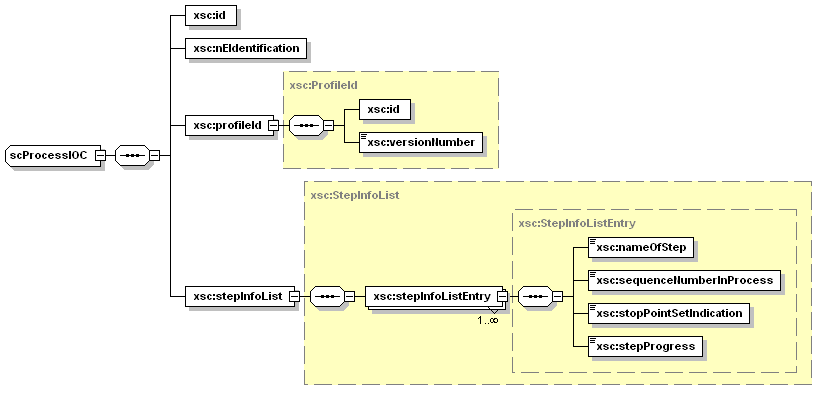 xsc:id
xsc:nEIdentification
xsc:ProfileId
xsc:id
xsc:profileId
xsc:versionNumber
scProcessIOC
xsc:StepInfoList
xsc:StepInfoListEntry
xsc:nameOfStep
xsc:sequenceNumberInProcess
xsc:stepInfoList
xsc:stepInfoListEntry
xsc:stopPointSetIndication
1..∞
xsc:stepProgress